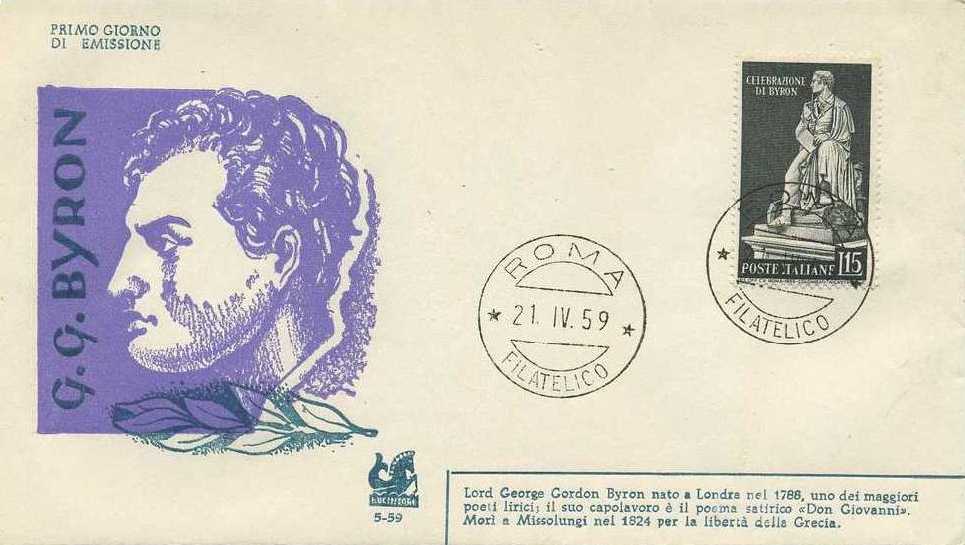 PRIMO GIORNO
DI EMISSIONE
G. G. BYRON
CELEBRAZIONE
DI BYRON
POSTE ITALIANE L15
ROMA
21. IV. 59
FILATELICO
FILATELICO
5-59
Lord George Gordon Byron nato a Londra nel 1788, uno dei maggiori
poeti lirici; il suo capolavoro è il poema satirico «Don Giovanni».
Morì a Missolungi nel 1824 per la libertà della Grecia.